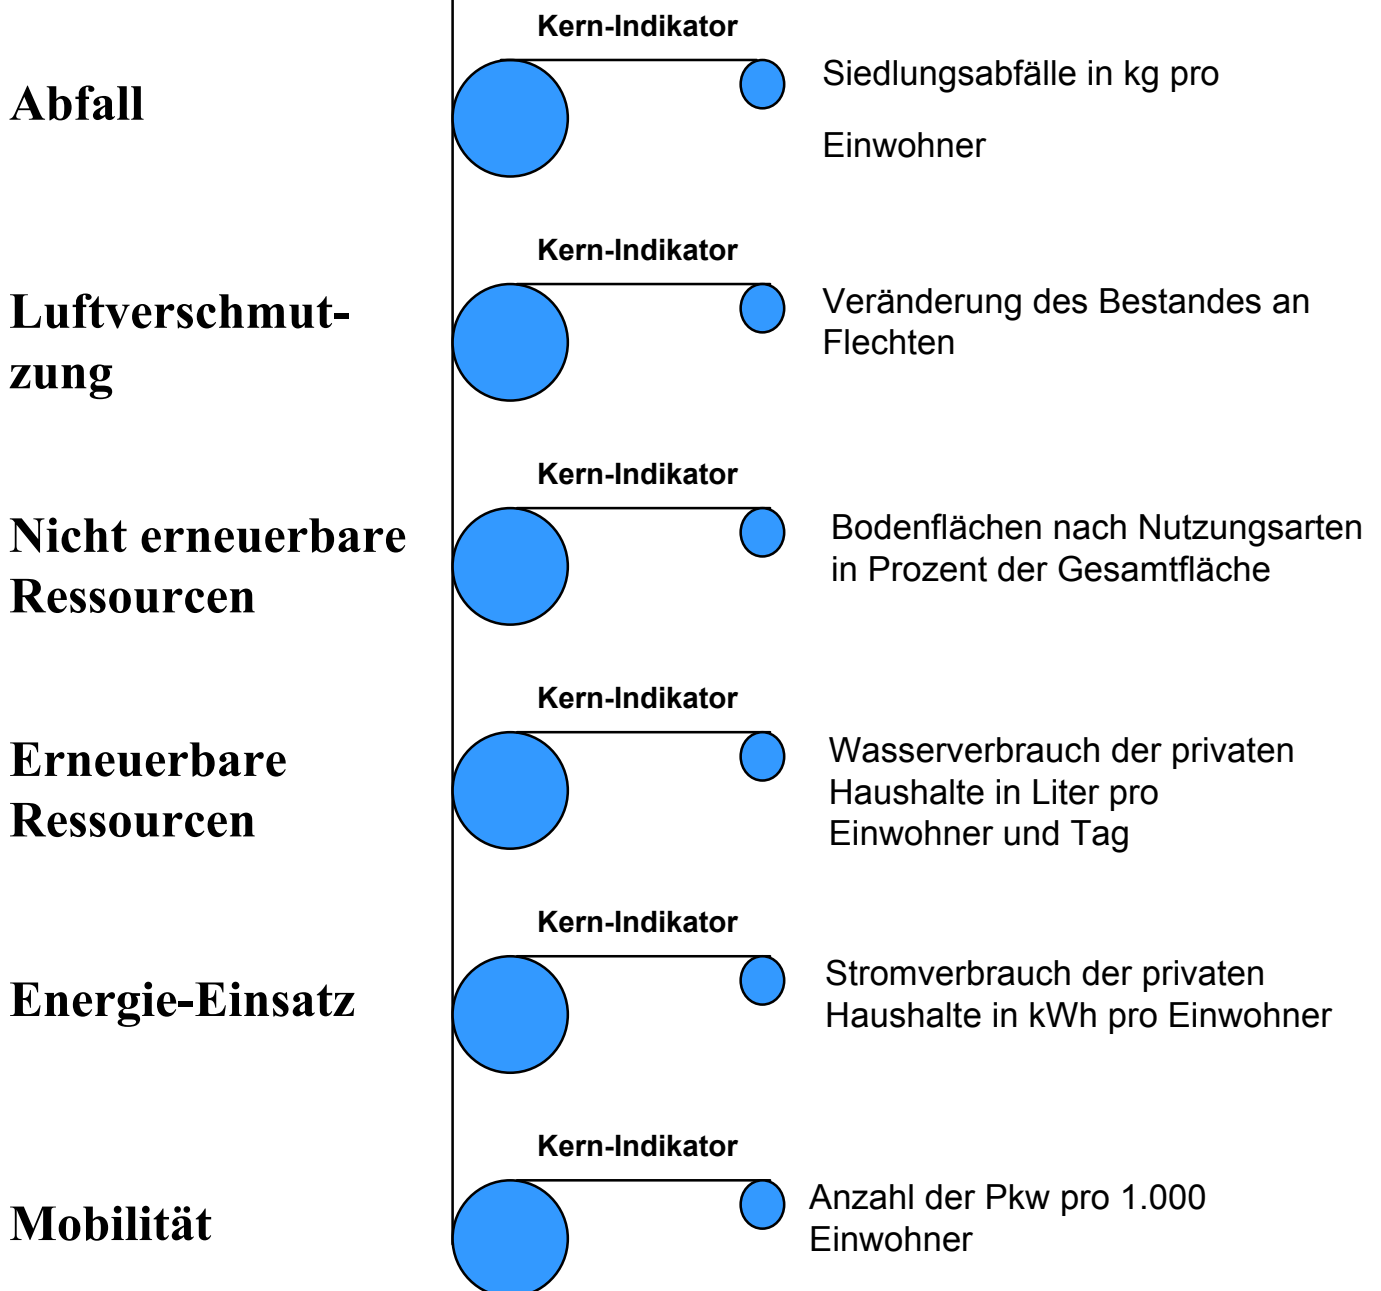 Kern-Indikator
Abfall
Siedlungsabfälle in kg pro
Einwohner
Kern-Indikator
Luftverschmut-
zung
Veränderung des Bestandes an
Flechten
Kern-Indikator
Nicht erneuerbare
Ressourcen
Bodenflächen nach Nutzungsarten
in Prozent der Gesamtfläche
Kern-Indikator
Erneuerbare
Ressourcen
Wasserverbrauch der privaten
Haushalte in Liter pro
Einwohner und Tag
Kern-Indikator
Energie-Einsatz
Stromverbrauch der privaten
Haushalte in kWh pro Einwohner
Kern-Indikator
Mobilität
Anzahl der Pkw pro 1.000
Einwohner